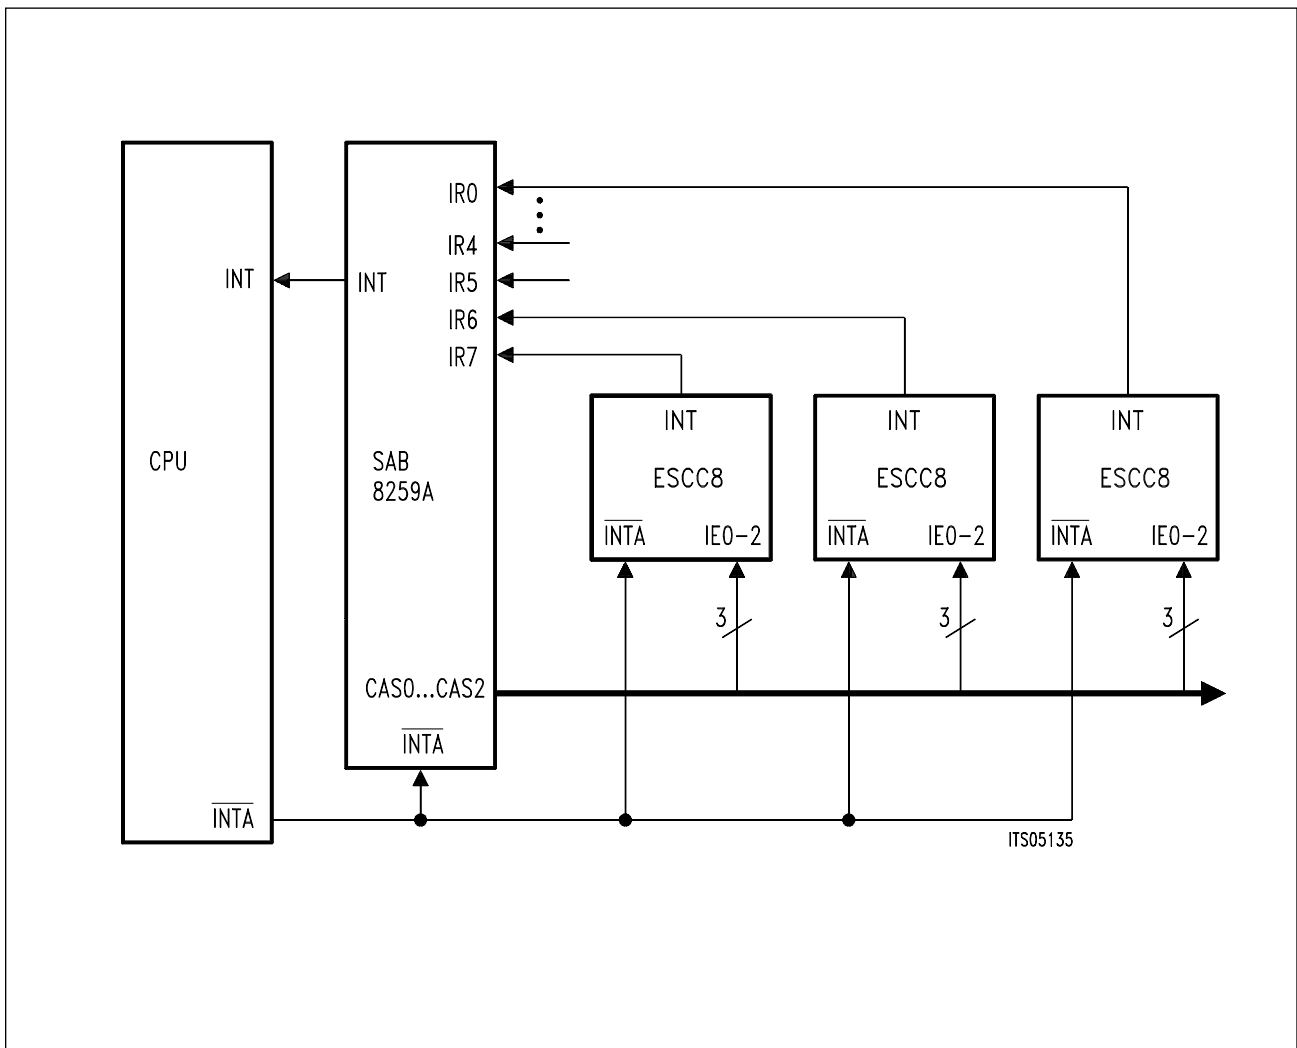 IR0
IR4
INT
INT
IR5
IR6
IR7
INT
INT
INT
CPU
SAB
8259A
ESCC8
ESCC8
ESCC8
INTA
IE0-2
INTA
IE0-2
INTA
IE0-2
3
3
3
CAS0...CAS2
INTA
INTA
ITS05135